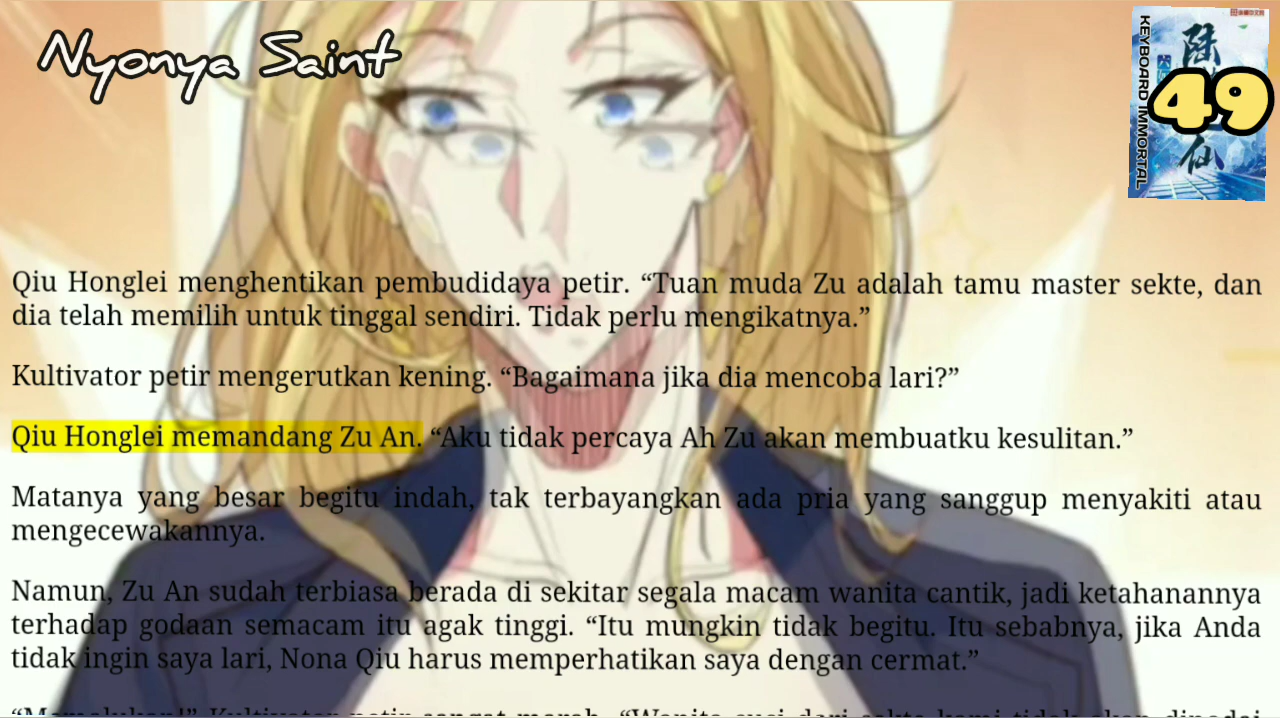 Nyonya Saint
KEYBOARD IMMORTAL
49
仙
Qiu Honglei menghentikan pembudidaya petir. “Tuan muda Zu adalah tamu master sekte, dan
dia telah memilih untuk tinggal sendiri. Tidak perlu mengikatnya.”
Kultivator petir mengerutkan kening. “Bagaimana jika dia mencoba lari?”
Qiu Honglei memandang Zu An. “Aku tidak percaya Ah Zu akan membuatku kesulitan.”
Matanya yang besar begitu indah, tak terbayangkan ada pria yang sanggup menyakiti atau
mengecewakannya.
Namun, Zu An sudah terbiasa berada di sekitar segala macam wanita cantik, jadi ketahanannya
terhadap godaan semacam itu agak tinggi. “Itu mungkin tidak begitu. Itu sebabnya, jika Anda
tidak ingin saya lari, Nona Qiu harus memperhatikan saya dengan cermat.”